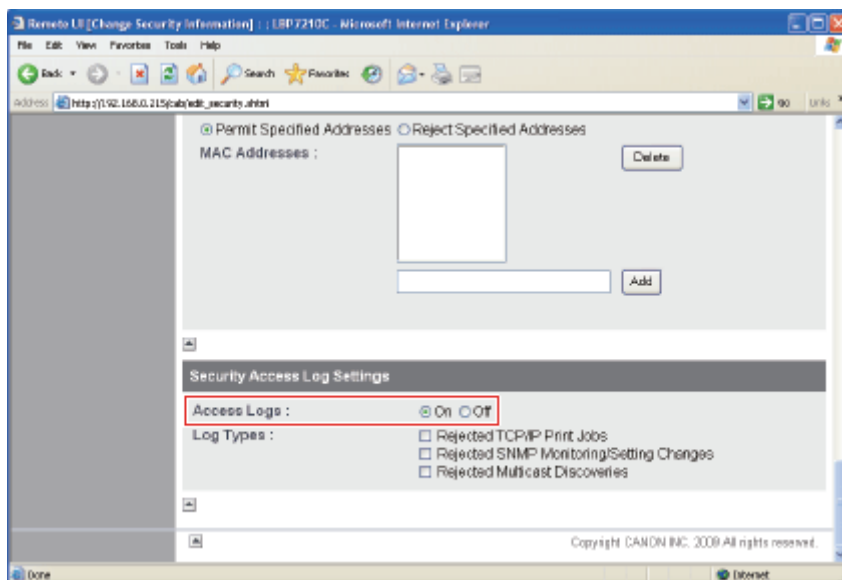 Remote UI [Change Security Information] : : LBP7210C - Microsoft Internet Explorer
File Edit View Favorites Tools Help
Back Search Favorites
Address http://192.168.0.215/cab/edit_security.shtml Go Links
Permit Specified Addresses Reject Specified Addresses
MAC Addresses :
Delete
Add
Security Access Log Settings
Access Logs : On Off
Log Types : Rejected TCP/IP Print Jobs
Rejected SNMP Monitoring/Setting Changes
Rejected Multicast Discoveries
Copyright CANON INC. 2009 All rights reserved.
Done Internet